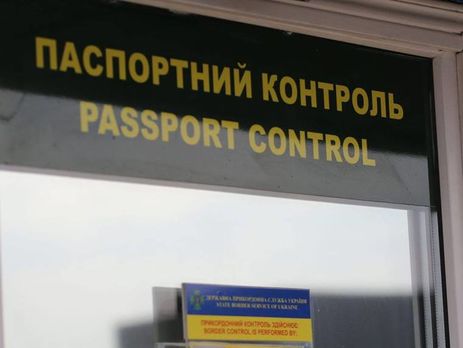 ПАСПОРТНИЙ КОНТРОЛЬ
PASSPORT CONTROL
ДЕРЖАВНА ПРИКОРДОННА СЛУЖБА УКРАЇНИ
STATE BORDER SERVICE OF UKRAINE
ПРИКОРДОННИЙ КОНТРОЛЬ ЗДІЙСНЮЄ:
BORDER CONTROL IS PERFORMED BY: